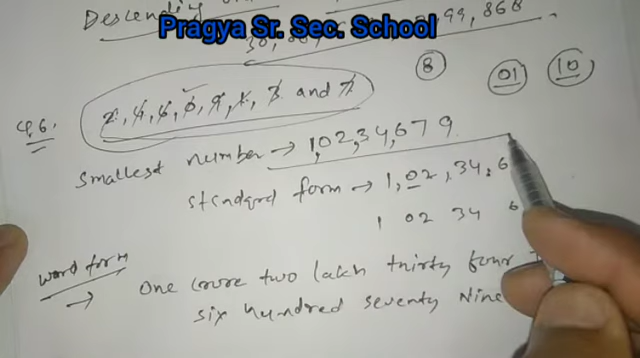 Descending
Pragya Sr. Sec. School
99,868
8
01
10
Q6.
2, 4, 6, 0, 9, 1, 3 and 7
Smallest number → 1,02,34,679
Standard form → 1,02,34,6
1 02 34 6
Word form
→ One crore two lakh thirty four
six hundred seventy Nine